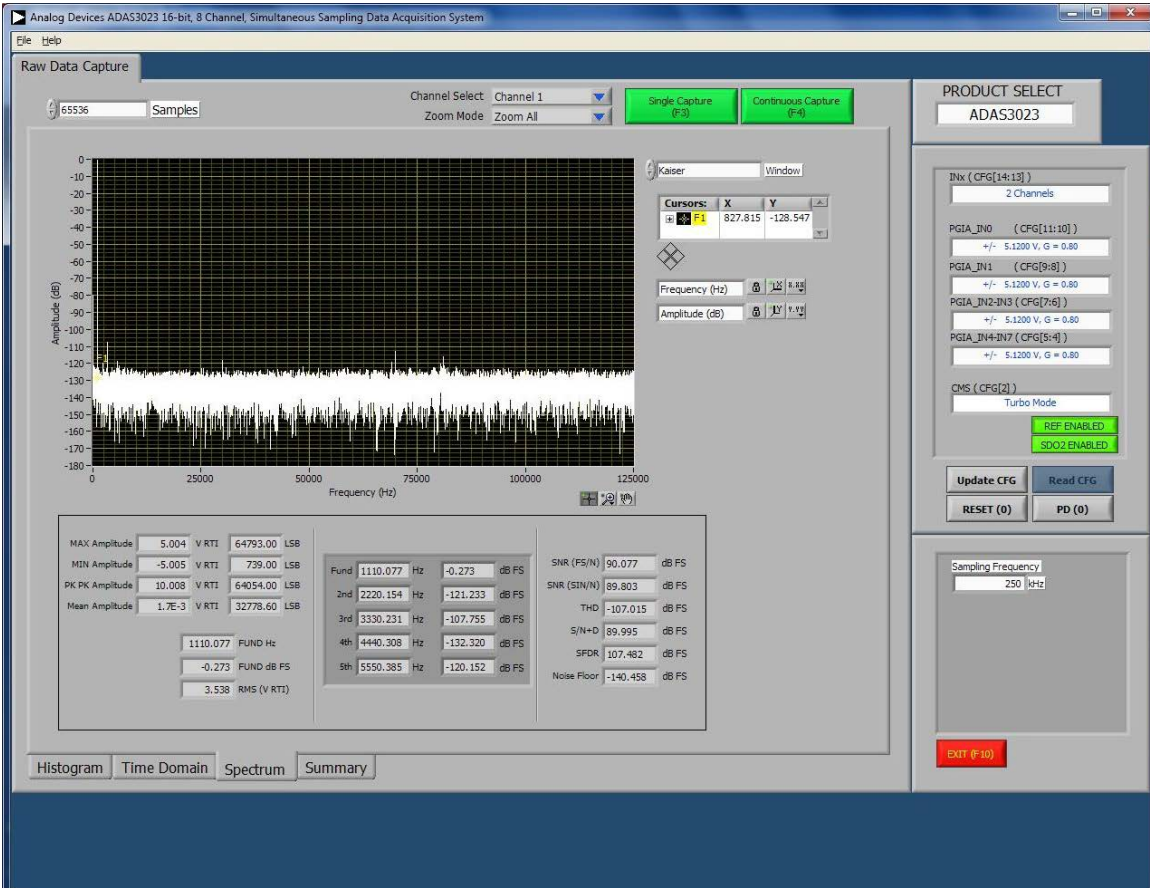 Analog Devices ADAS3023 16-bit, 8 Channel, Simultaneous Sampling Data Acquisition System
File Help
Raw Data Capture
65536 Samples
Channel Select Channel 1
Zoom Mode Zoom All
Single Capture
(F3)
Continuous Capture
(F4)
0
-10
-20
-30
-40
-50
-60
-70
-80
-90
-100
-110
-120
-130
-140
-150
-160
-170
-180
Amplitude (dB)
F1
0 25000 50000 75000 100000 125000
Frequency (Hz)
Kaiser Window
Cursors: X Y
F1 827.815 -128.547
Frequency (Hz)
Amplitude (dB)
MAX Amplitude 5.004 V RTI 64793.00 LSB
MIN Amplitude -5.005 V RTI 739.00 LSB
PK PK Amplitude 10.008 V RTI 64054.00 LSB
Mean Amplitude 1.7E-3 V RTI 32778.60 LSB
1110.077 FUND Hz
-0.273 FUND dB FS
3.538 RMS (V RTI)
Fund 1110.077 Hz -0.273 dB FS
2nd 2220.154 Hz -121.233 dB FS
3rd 3330.231 Hz -107.755 dB FS
4th 4440.308 Hz -132.320 dB FS
5th 5550.385 Hz -120.152 dB FS
SNR (FS/N) 90.077 dB FS
SNR (SIN/N) 89.803 dB FS
THD -107.015 dB FS
S/N+D 89.995 dB FS
SFDR 107.482 dB FS
Noise Floor -140.458 dB FS
Histogram Time Domain Spectrum Summary
PRODUCT SELECT
ADAS3023
INx ( CFG[14:13] )
2 Channels
PGIA_IN0 ( CFG[11:10] )
+/- 5.1200 V, G = 0.80
PGIA_IN1 ( CFG[9:8] )
+/- 5.1200 V, G = 0.80
PGIA_IN2-IN3 ( CFG[7:6] )
+/- 5.1200 V, G = 0.80
PGIA_IN4-IN7 ( CFG[5:4] )
+/- 5.1200 V, G = 0.80
CMS ( CFG[2] )
Turbo Mode
REF ENABLED
SDO2 ENABLED
Update CFG Read CFG
RESET (0) PD (0)
Sampling Frequency
250 kHz
EXIT (F10)